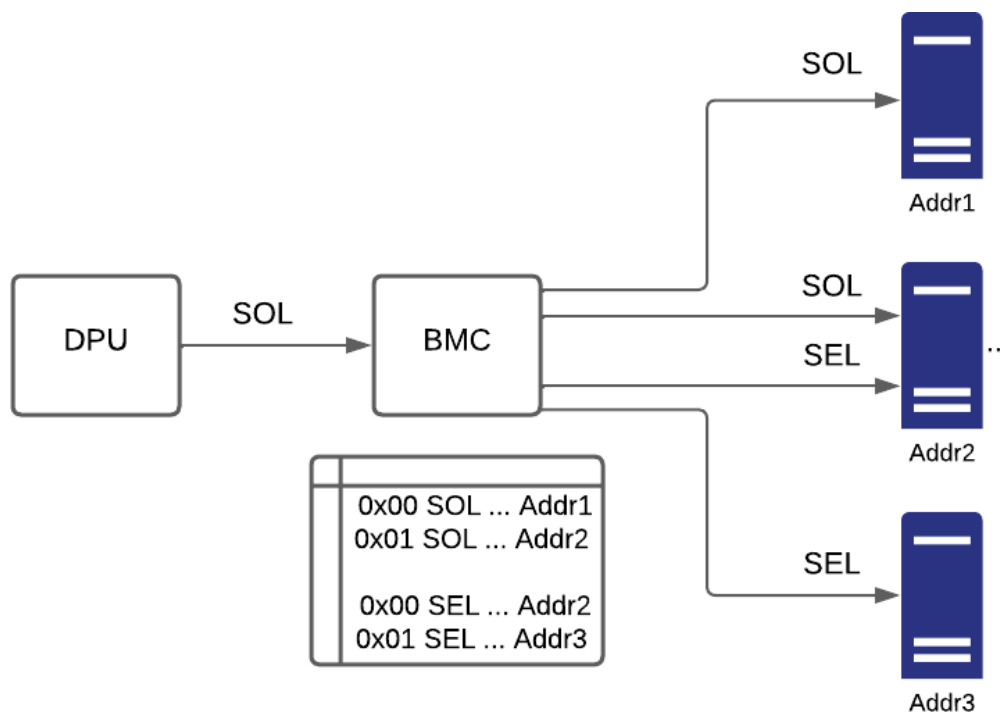 SOL
Addr1
DPU
SOL
BMC
SOL
SEL
..
Addr2
0x00 SOL ... Addr1
0x01 SOL ... Addr2
0x00 SEL ... Addr2
0x01 SEL ... Addr3
SEL
Addr3